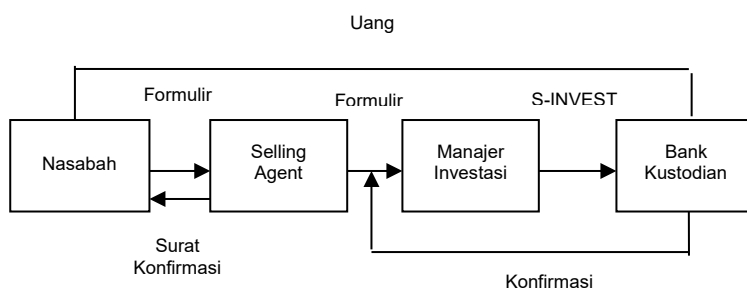 Uang
Formulir
Formulir
S-INVEST
Nasabah
Selling
Agent
Manajer
Investasi
Bank
Kustodian
Surat
Konfirmasi
Konfirmasi